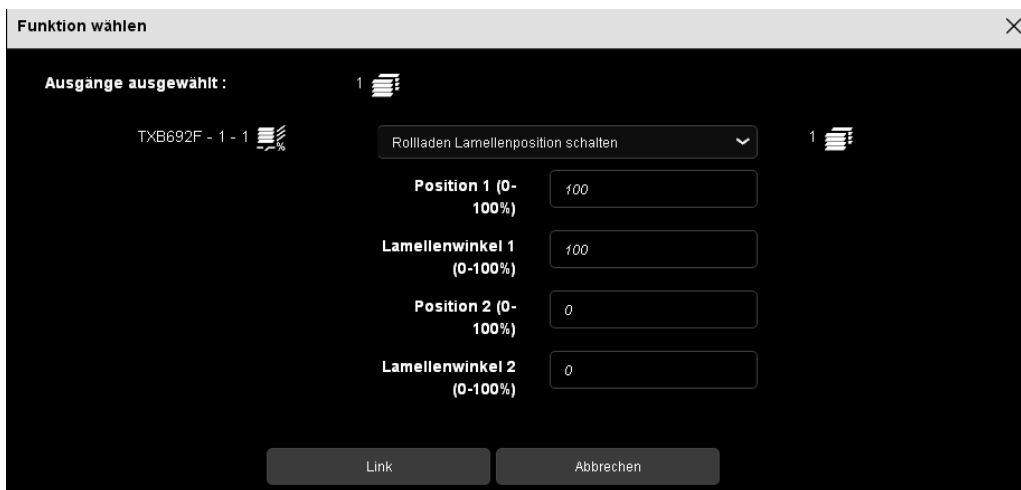 Funktion wählen
Ausgänge ausgewählt :
1
TXB692F - 1 - 1
%
Rollladen Lamellenposition schalten
1
Position 1 (0-
100%)
100
Lamellenwinkel 1
(0-100%)
100
Position 2 (0-
100%)
0
Lamellenwinkel 2
(0-100%)
0
Link
Abbrechen